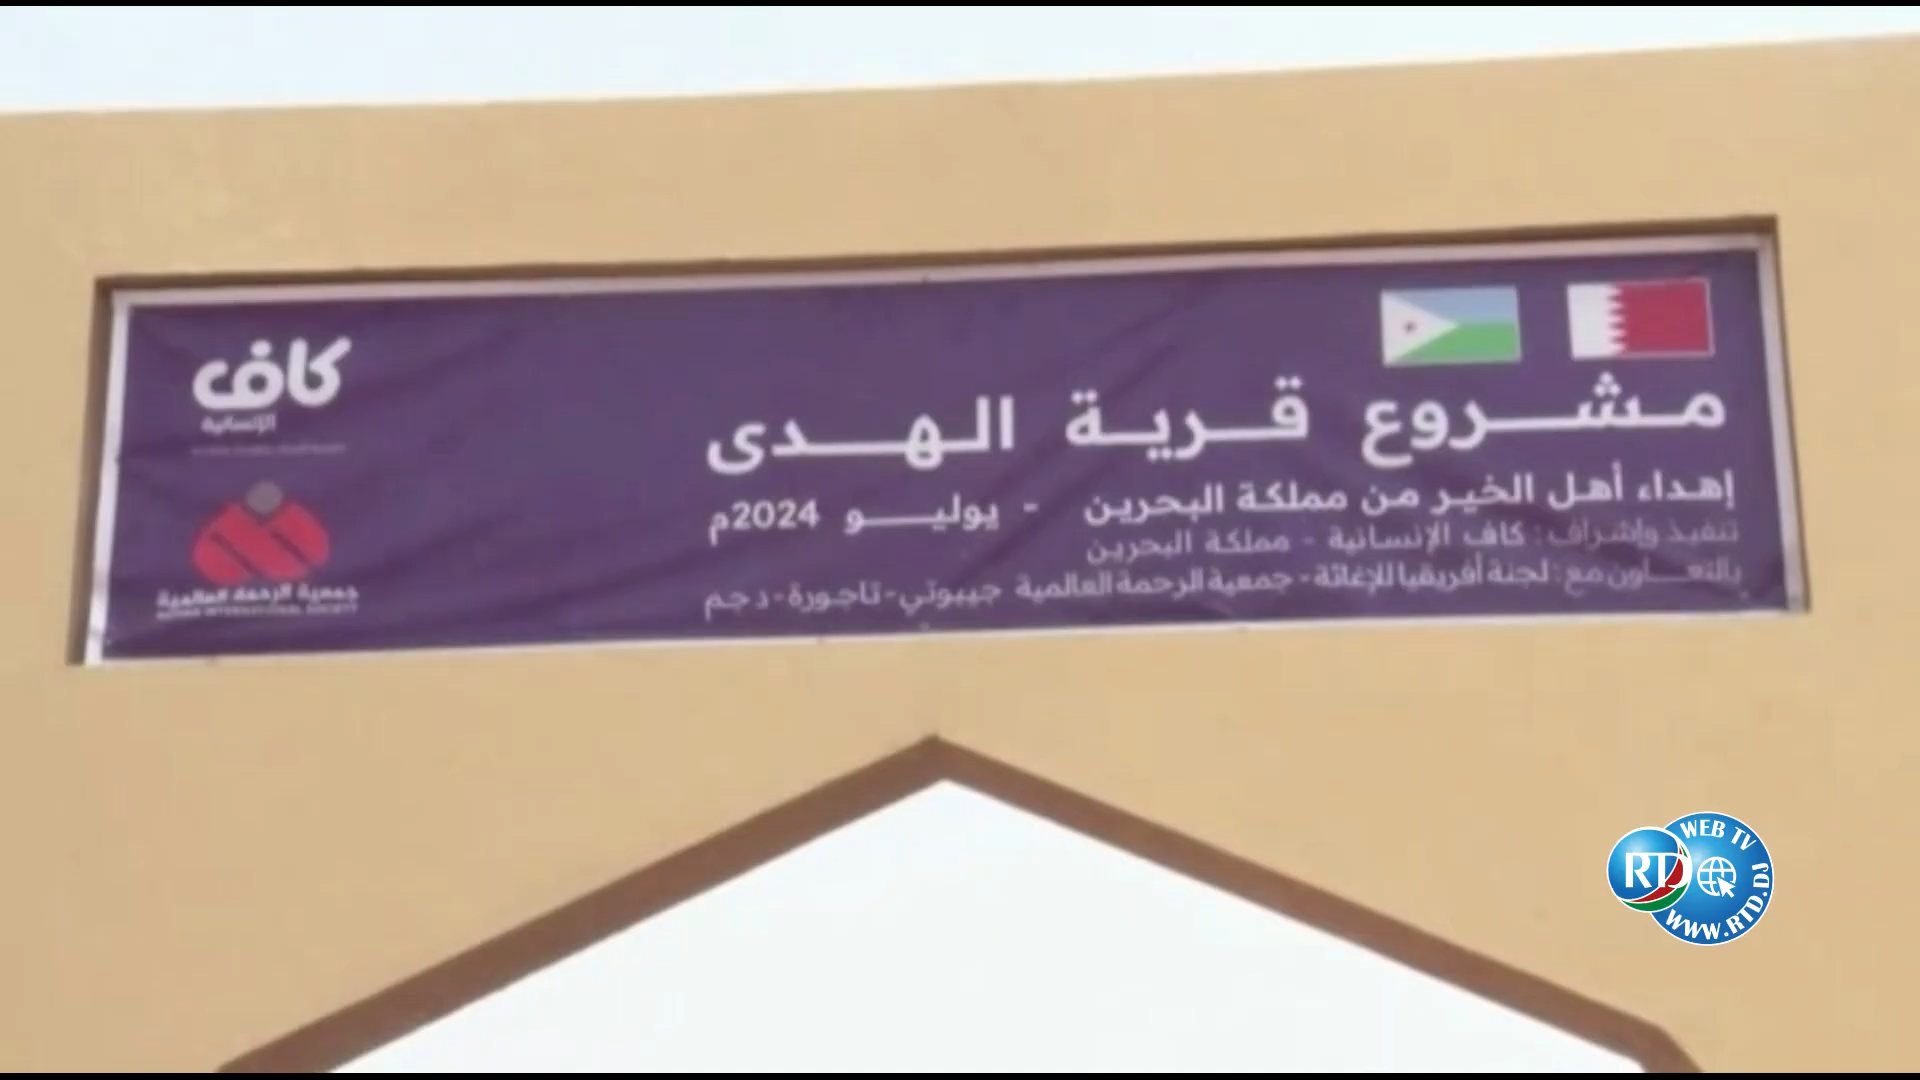 مشروع قرية الهدى
إهداء أهل الخير من مملكة البحرين - يوليو 2024م
تنفيذ وإشراف: كاف الإنسانية - مملكة البحرين
بالتعاون مع: لجنة أفريقيا للإغاثة - جمعية الرحمة العالمية جيبوتي - تاجورة - دجم
كاف
الإنسانية
جمعية الرحمة العالمية
INTERNATIONAL SOCIETY
WEB TV
RTD
WWW.RTD.DJ